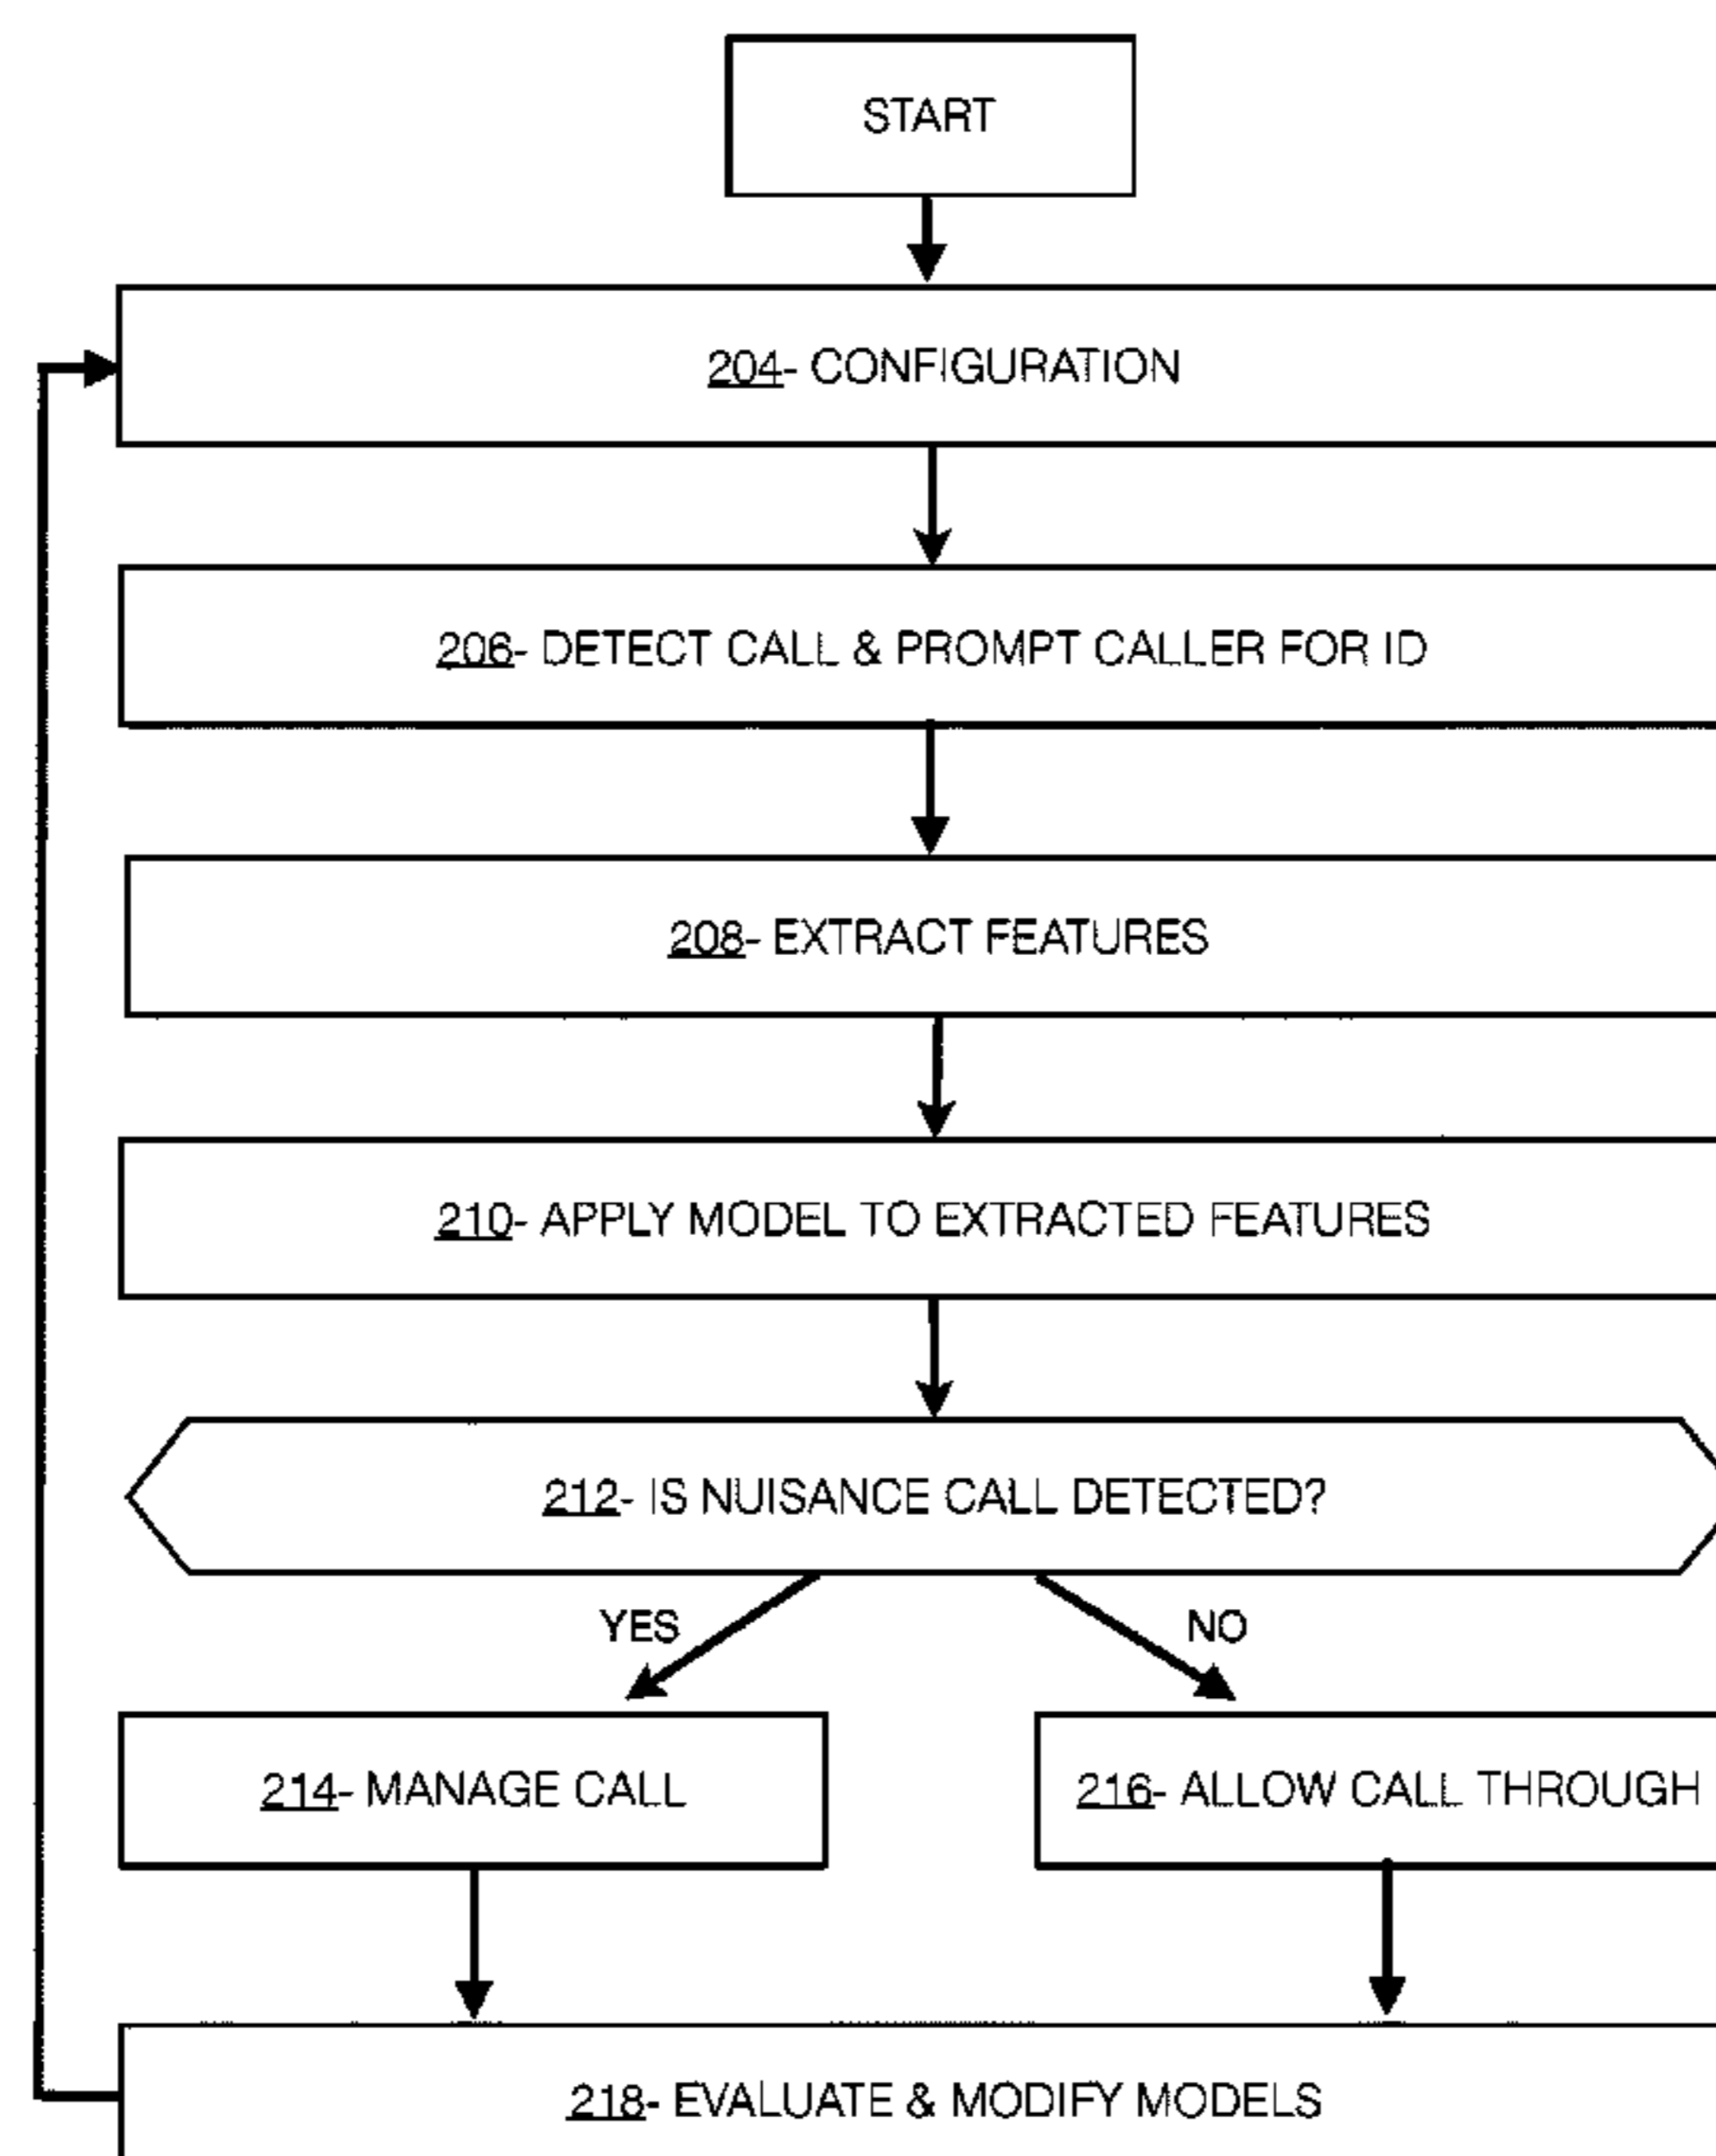 START
204- CONFIGURATION
206- DETECT CALL & PROMPT CALLER FOR ID
208- EXTRACT FEATURES
210- APPLY MODEL TO EXTRACTED FEATURES
212- IS NUISANCE CALL DETECTED?
YES
NO
214- MANAGE CALL
216- ALLOW CALL THROUGH
218- EVALUATE & MODIFY MODELS